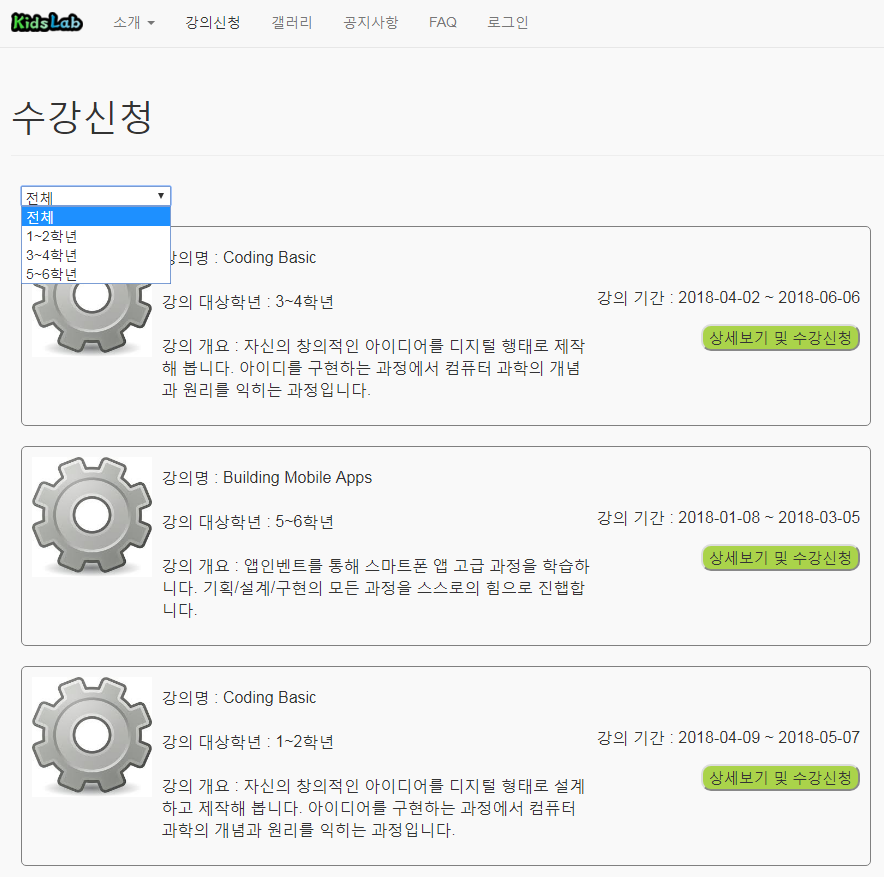 KidsLab 소개 강의신청 갤러리 공지사항 FAQ 로그인
수강신청
전체
전체
1~2학년
3~4학년
5~6학년
강의명 : Coding Basic
강의 대상학년 : 3~4학년
강의 기간 : 2018-04-02 ~ 2018-06-06
상세보기 및 수강신청
강의 개요 : 자신의 창의적인 아이디어를 디지털 행태로 제작
해 봅니다. 아이디를 구현하는 과정에서 컴퓨터 과학의 개념
과 원리를 익히는 과정입니다.
강의명 : Building Mobile Apps
강의 대상학년 : 5~6학년
강의 기간 : 2018-01-08 ~ 2018-03-05
상세보기 및 수강신청
강의 개요 : 앱인벤트를 통해 스마트폰 앱 고급 과정을 학습하
니다. 기획/설계/구현의 모든 과정을 스스로의 힘으로 진행합
니다.
강의명 : Coding Basic
강의 대상학년 : 1~2학년
강의 기간 : 2018-04-09 ~ 2018-05-07
상세보기 및 수강신청
강의 개요 : 자신의 창의적인 아이디어를 디지털 형태로 설계
하고 제작해 봅니다. 아이디어를 구현하는 과정에서 컴퓨터
과학의 개념과 원리를 익히는 과정입니다.